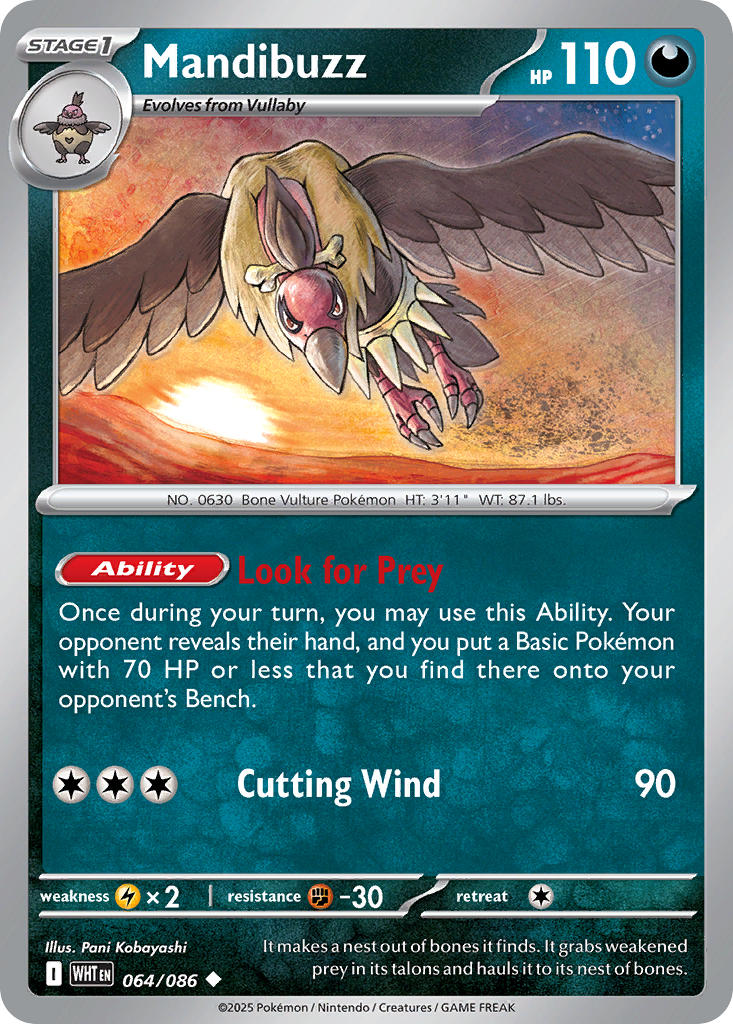 STAGE1
Mandibuzz
HP 110
Evolves from Vullaby
NO. 0630 Bone Vulture Pokémon HT: 3'11" WT: 87.1 lbs.
Ability Look for Prey
Once during your turn, you may use this Ability. Your
opponent reveals their hand, and you put a Basic Pokémon
with 70 HP or less that you find there onto your
opponent's Bench.
Cutting Wind 90
weakness ×2 resistance -30 retreat
Illus. Pani Kobayashi
I WHT EN 064/086
It makes a nest out of bones it finds. It grabs weakened
prey in its talons and hauls it to its nest of bones.
©2025 Pokémon / Nintendo / Creatures / GAME FREAK